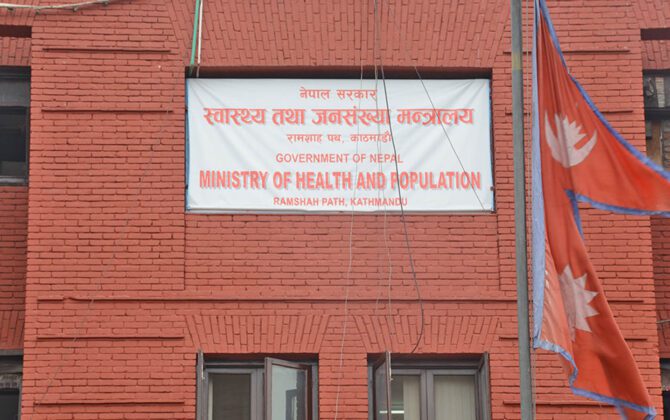 नेपाल सरकार
स्वास्थ्य तथा जनसंख्या मन्त्रालय
रामशाह पथ, काठमाडौं
GOVERNMENT OF NEPAL
MINISTRY OF HEALTH AND POPULATION
RAMSHAH PATH, KATHMANDU